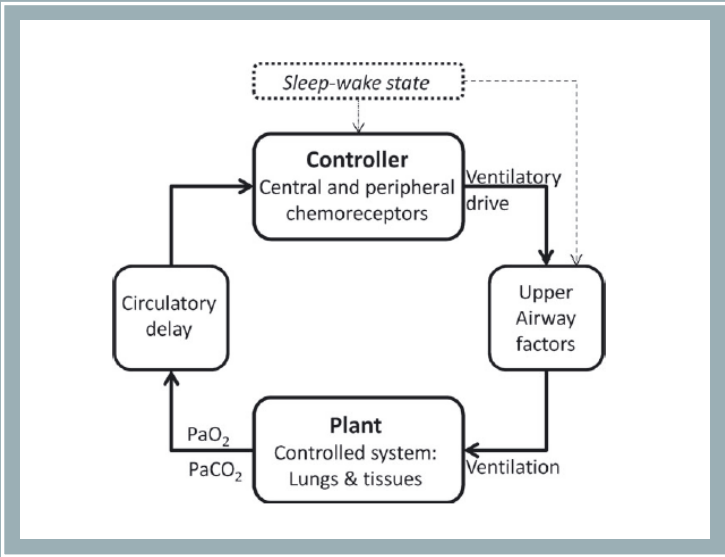 Sleep-wake state
Controller
Central and peripheral
chemoreceptors
Ventilatory
drive
Circulatory
delay
Upper
Airway
factors
Plant
Controlled system:
Lungs & tissues
PaO₂
PaCO₂
Ventilation